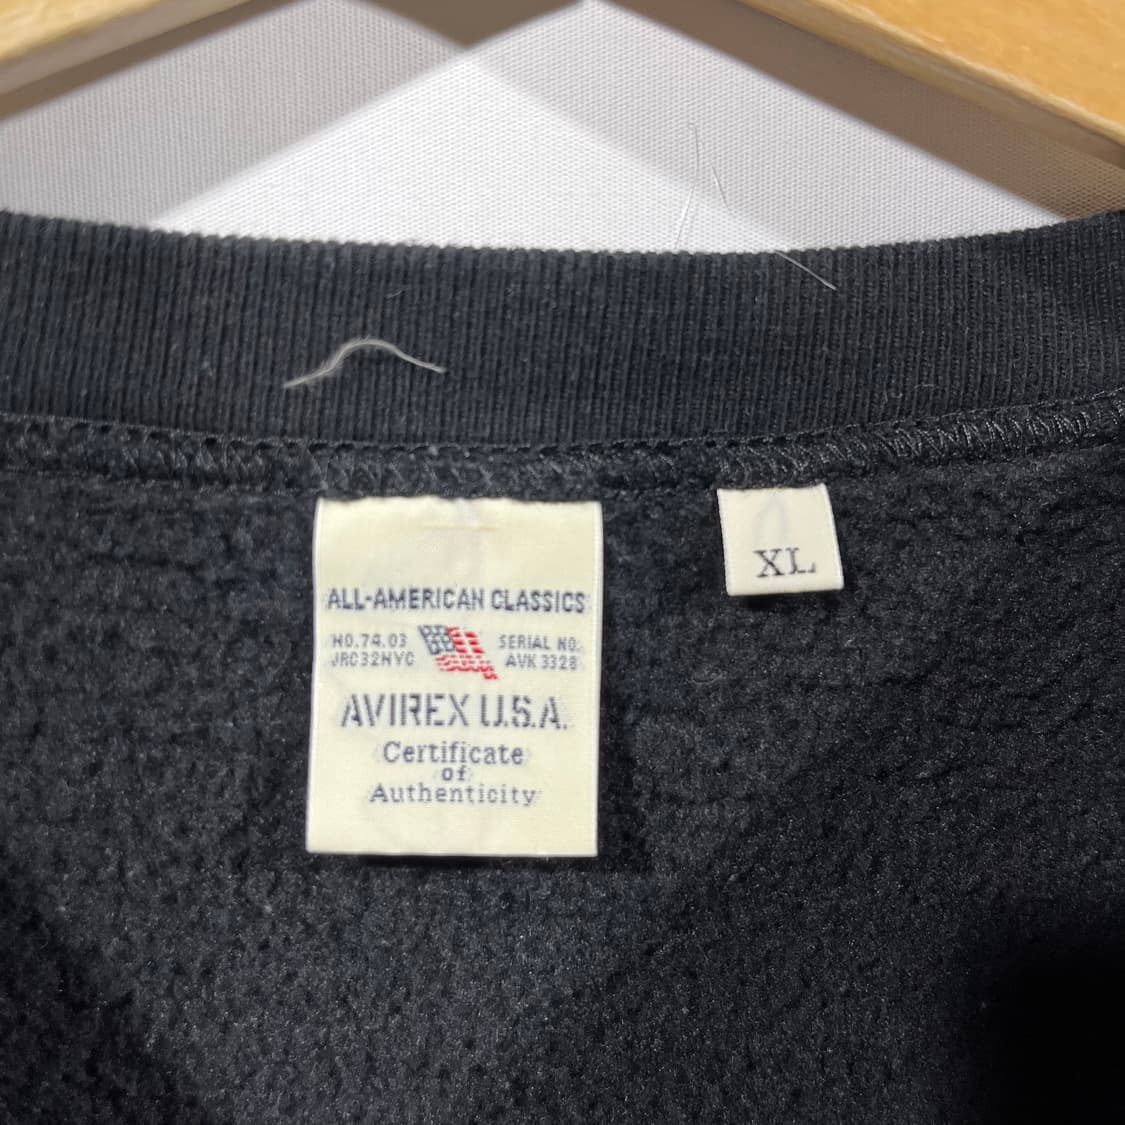 ALL-AMERICAN CLASSICS
NO.74.03
JRC32NYC
SERIAL NO.
AVK 3328
AVIREX U.S.A.
Certificate
of
Authenticity
XL